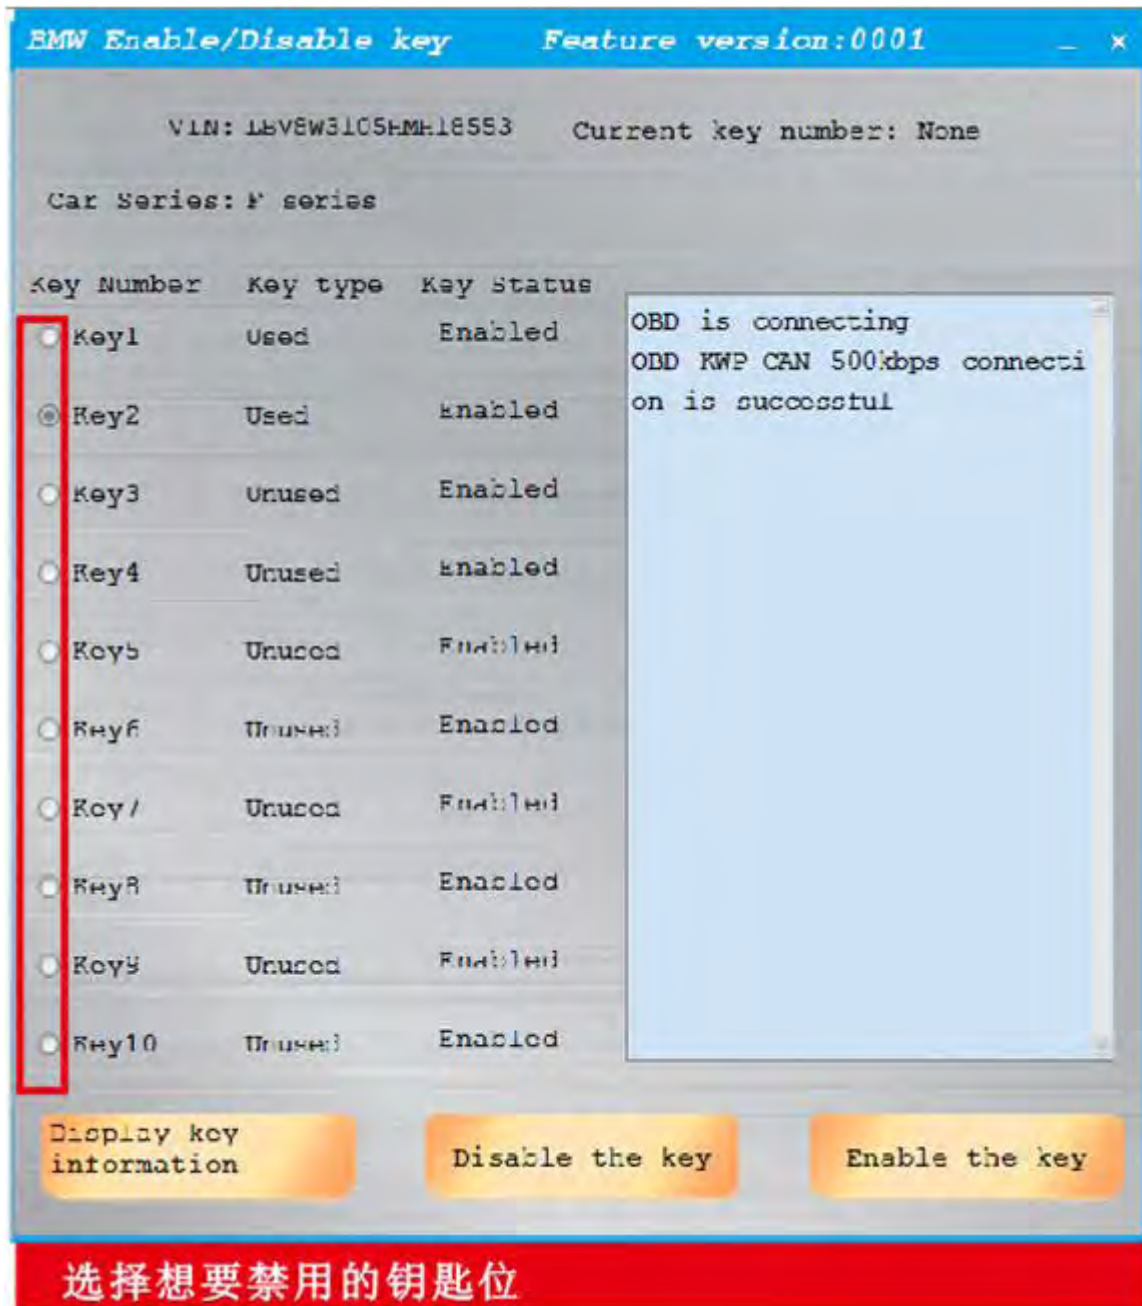 BMW Enable/Disable key Feature version:0001
VIN: Current key number: None
Car Series: F series
Key Number Key type Key Status
Key1 Used Enabled
Key2 Used Enabled
Key3 Unused Enabled
Key4 Unused Enabled
Key5 Unused Enabled
Key6 Unused Enabled
Key7 Unused Enabled
Key8 Unused Enabled
Key9 Unused Enabled
Key10 Unused Enabled
OBD is connecting
OBD KWP CAN 500kbps connecti
on is successful
Display key
information
Disable the key
Enable the key
选择想要禁用的钥匙位